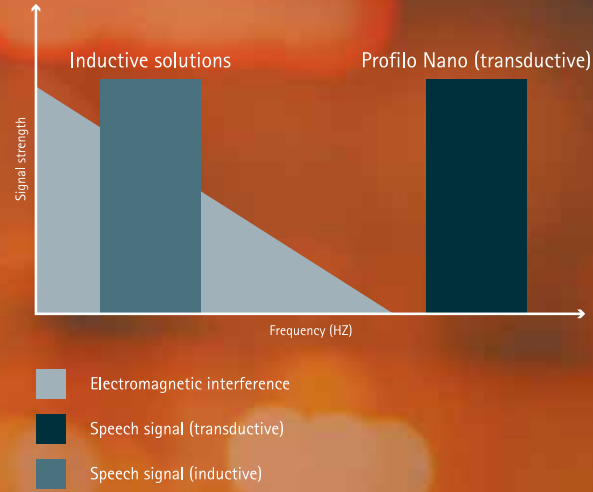 Inductive solutions
Profilo Nano (transductive)
Signal strength
Frequency (HZ)
Electromagnetic interference
Speech signal (transductive)
Speech signal (inductive)